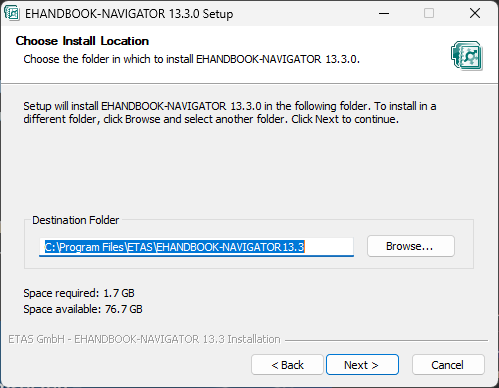 EHANDBOOK-NAVIGATOR 13.3.0 Setup
Choose Install Location
Choose the folder in which to install EHANDBOOK-NAVIGATOR 13.3.0.
Setup will install EHANDBOOK-NAVIGATOR 13.3.0 in the following folder. To install in a
different folder, click Browse and select another folder. Click Next to continue.
Destination Folder
C:\Program Files\ETAS\EHANDBOOK-NAVIGATOR13.3
Browse...
Space required: 1.7 GB
Space available: 76.7 GB
ETAS GmbH - EHANDBOOK-NAVIGATOR 13.3 Installation
< Back
Next >
Cancel